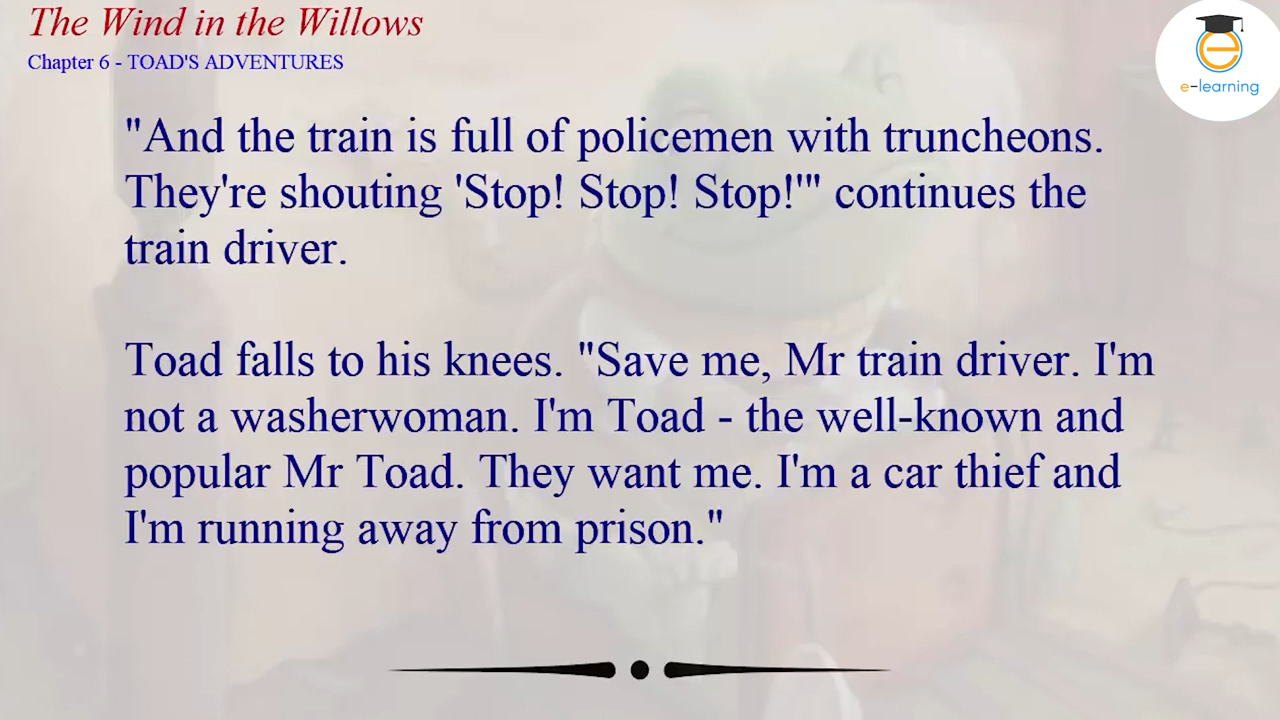 The Wind in the Willows
Chapter 6 - TOAD'S ADVENTURES
e-learning
"And the train is full of policemen with truncheons.
They're shouting 'Stop! Stop! Stop!'" continues the
train driver.
Toad falls to his knees. "Save me, Mr train driver. I'm
not a washerwoman. I'm Toad - the well-known and
popular Mr Toad. They want me. I'm a car thief and
I'm running away from prison."